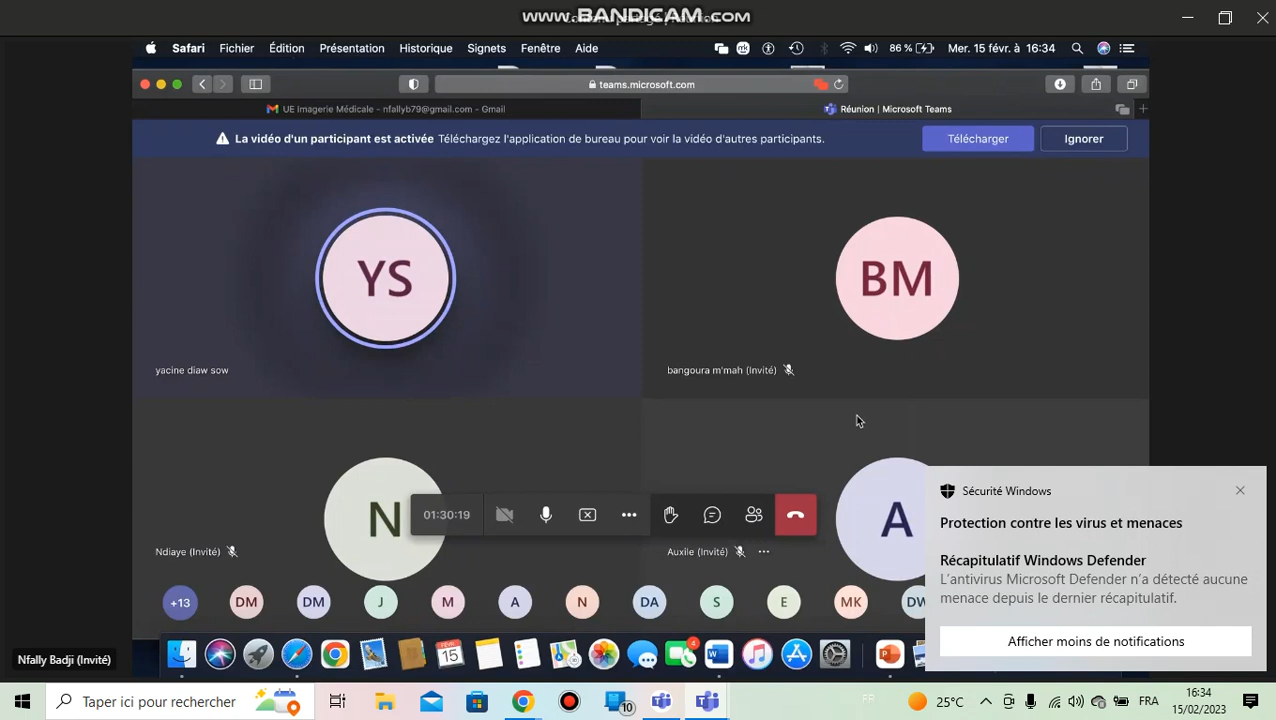 www.BANDICAM.com
Safari Fichier Édition Présentation Historique Signets Fenêtre Aide 86 % Mer. 15 févr. à 16:34
teams.microsoft.com
UE Imagerie Médicale - nfallyb79@gmail.com - Gmail
Réunion | Microsoft Teams
La vidéo d'un participant est activée Téléchargez l'application de bureau pour voir la vidéo d'autres participants.
Télécharger
Ignorer
YS
BM
yacine diaw sow
bangoura m'mah (Invité)
N
A
01:30:19
Ndiaye (Invité)
Auxile (Invité)
+13 DM DM J M A N DA S E MK DW
FÉVR.
15
4
Nfally Badji (Invité)
Sécurité Windows
Protection contre les virus et menaces
Récapitulatif Windows Defender
L'antivirus Microsoft Defender n'a détecté aucune
menace depuis le dernier récapitulatif.
Afficher moins de notifications
Taper ici pour rechercher
10
FR
25°C
FRA
16:34
15/02/2023